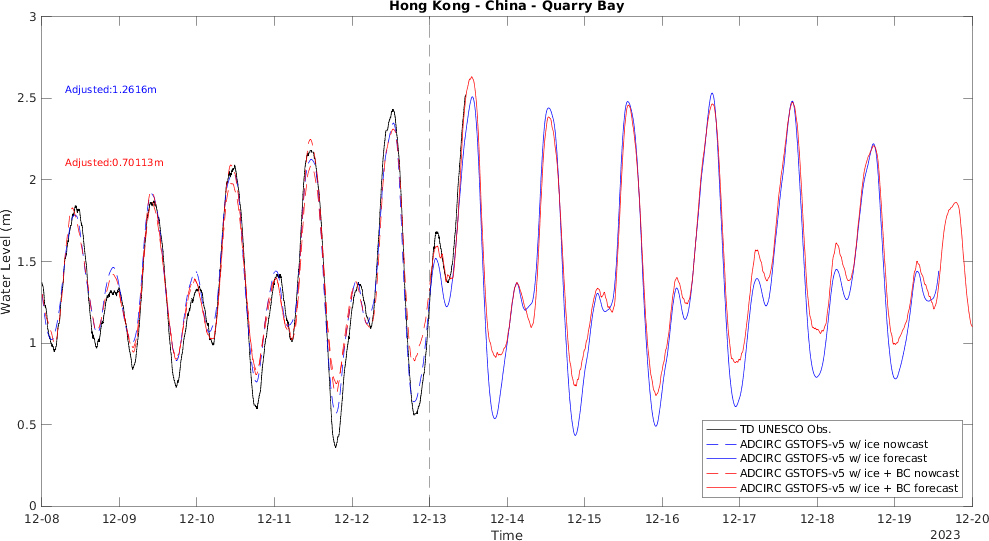 Hong Kong - China - Quarry Bay
3
2.5
2
1.5
1
0.5
0
Water Level (m)
Adjusted:1.2616m
Adjusted:0.70113m
TD UNESCO Obs.
ADCIRC GSTOFS-v5 w/ ice nowcast
ADCIRC GSTOFS-v5 w/ ice forecast
ADCIRC GSTOFS-v5 w/ ice + BC nowcast
ADCIRC GSTOFS-v5 w/ ice + BC forecast
12-08 12-09 12-10 12-11 12-12 12-13 12-14 12-15 12-16 12-17 12-18 12-19 12-20
Time
2023